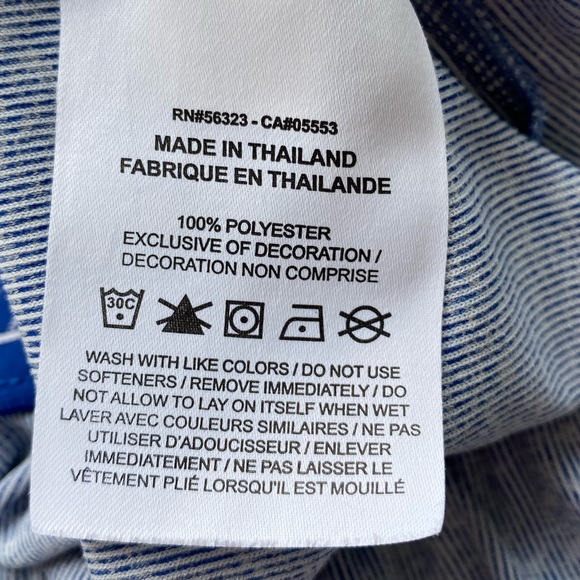 RN#56323 - CA#05553
MADE IN THAILAND
FABRIQUE EN THAILANDE
100% POLYESTER
EXCLUSIVE OF DECORATION /
DECORATION NON COMPRISE
30C
WASH WITH LIKE COLORS / DO NOT USE
SOFTENERS / REMOVE IMMEDIATELY / DO
NOT ALLOW TO LAY ON ITSELF WHEN WET
LAVER AVEC COULEURS SIMILAIRES / NE PAS
UTILISER D'ADOUCISSEUR / ENLEVER
IMMEDIATEMENT / NE PAS LAISSER LE
VÊTEMENT PLIÉ LORSQU'IL EST MOUILLÉ